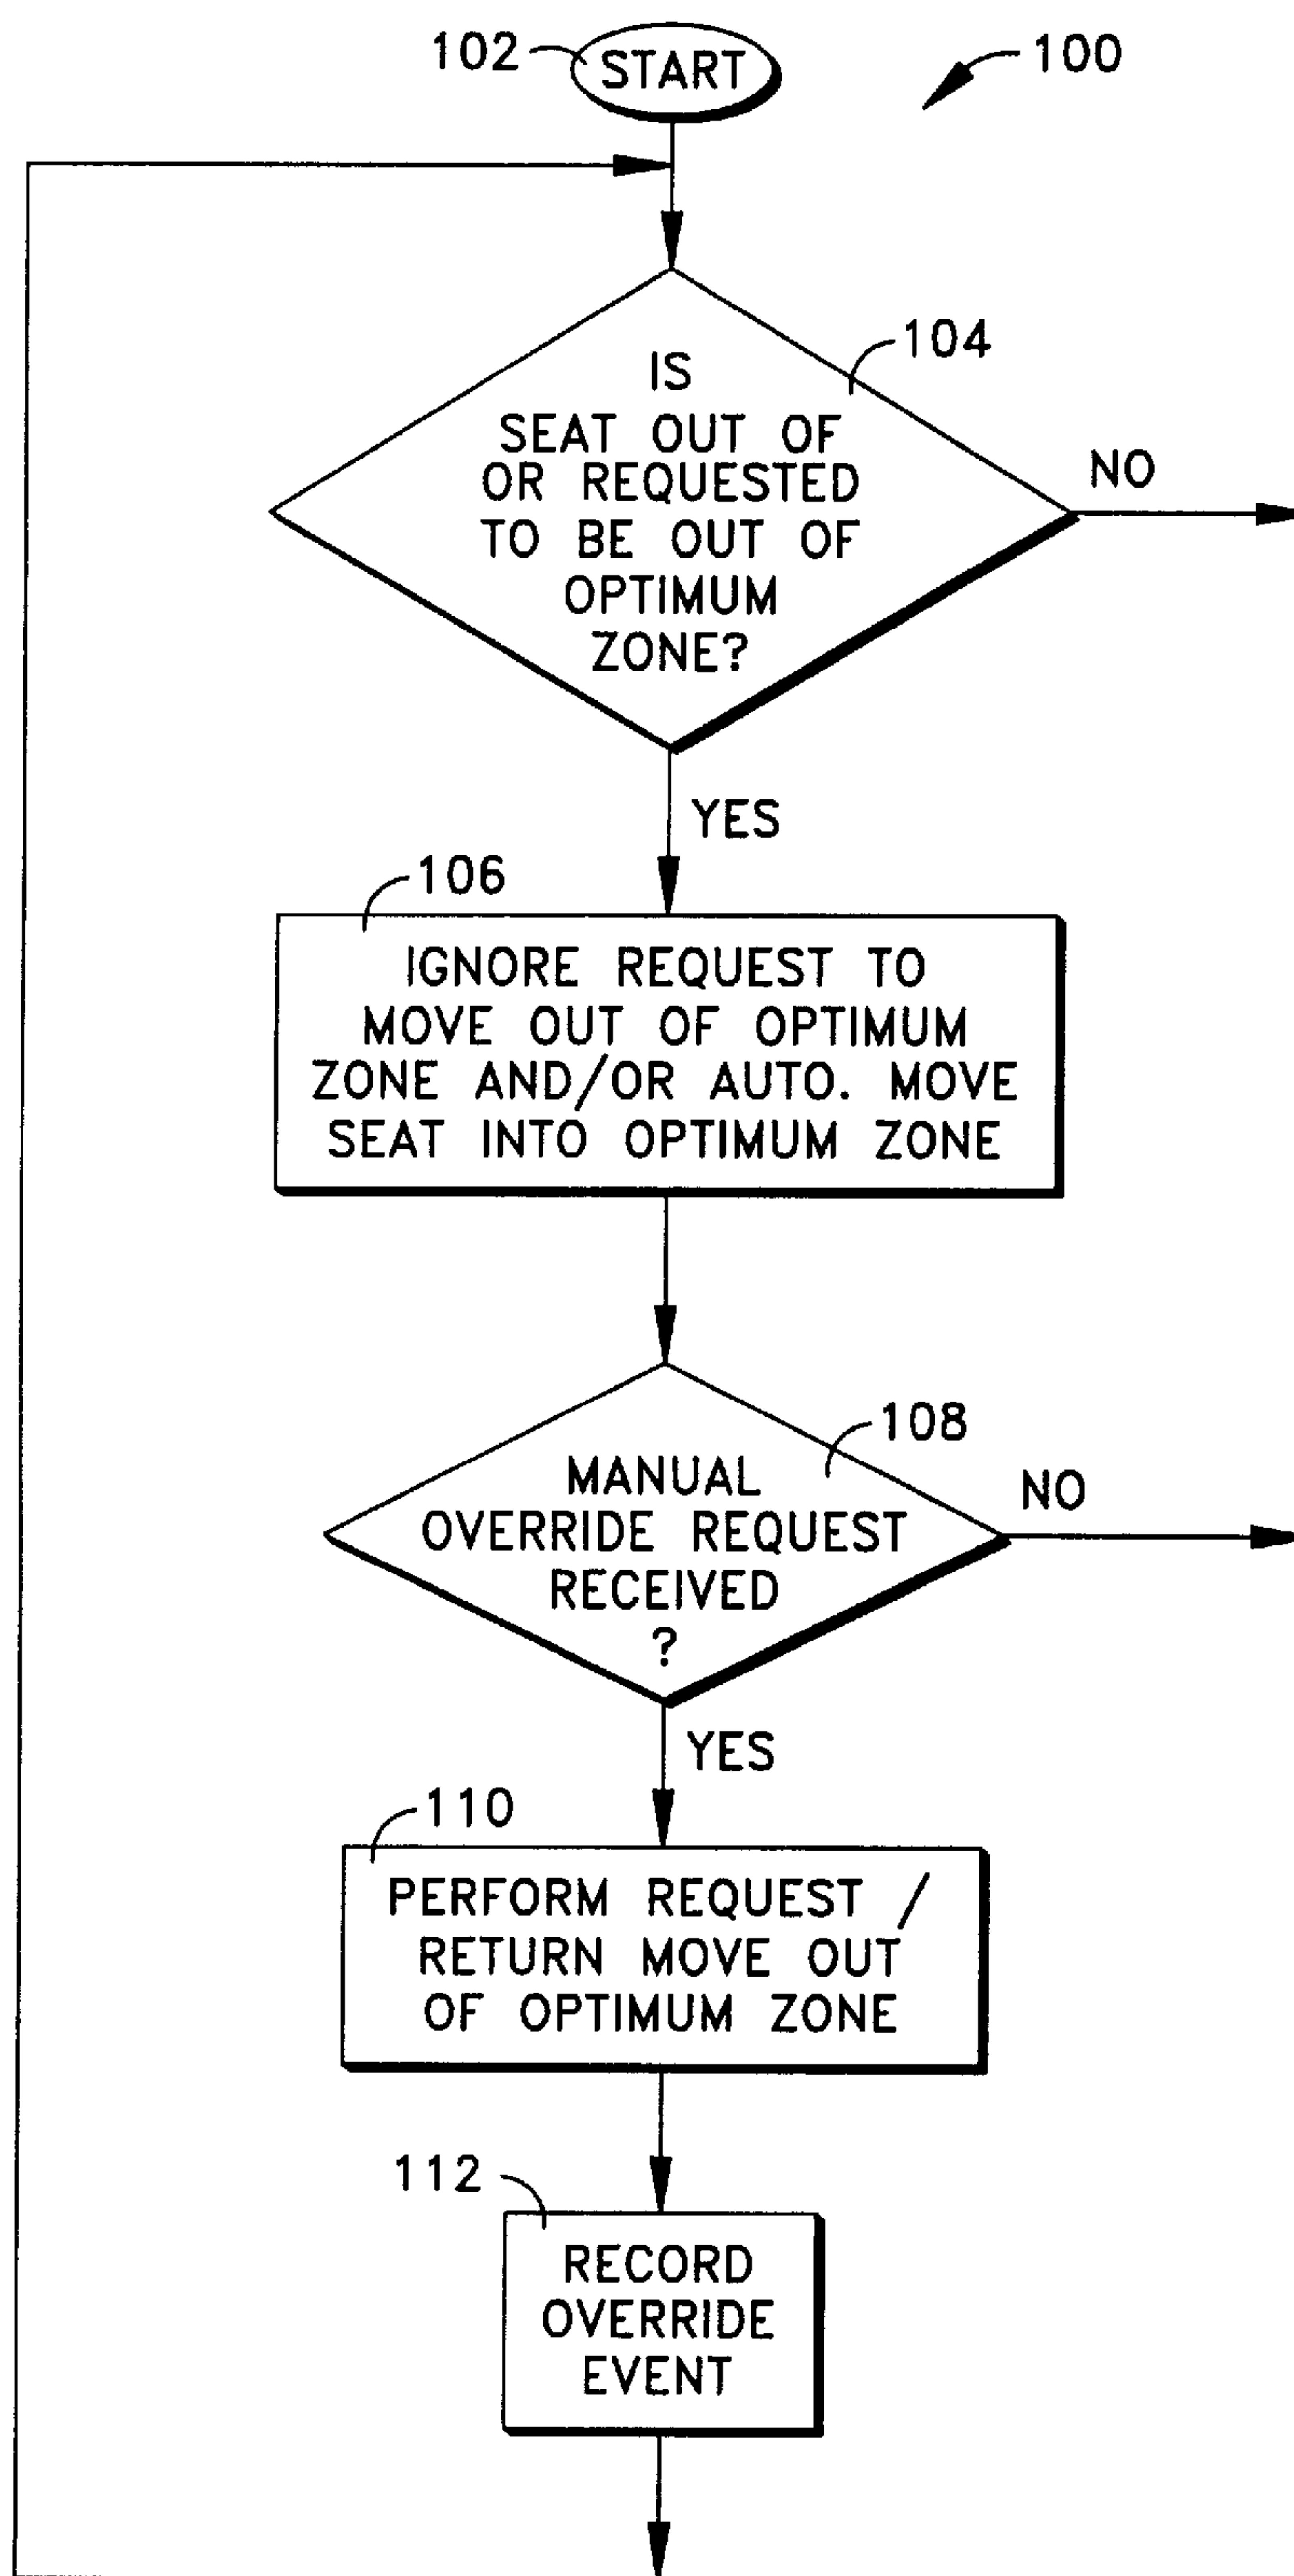 102
START
100
104
IS
SEAT OUT OF
OR REQUESTED
TO BE OUT OF
OPTIMUM
ZONE?
NO
YES
106
IGNORE REQUEST TO
MOVE OUT OF OPTIMUM
ZONE AND/OR AUTO. MOVE
SEAT INTO OPTIMUM ZONE
108
MANUAL
OVERRIDE REQUEST
RECEIVED
?
NO
YES
110
PERFORM REQUEST /
RETURN MOVE OUT
OF OPTIMUM ZONE
112
RECORD
OVERRIDE
EVENT